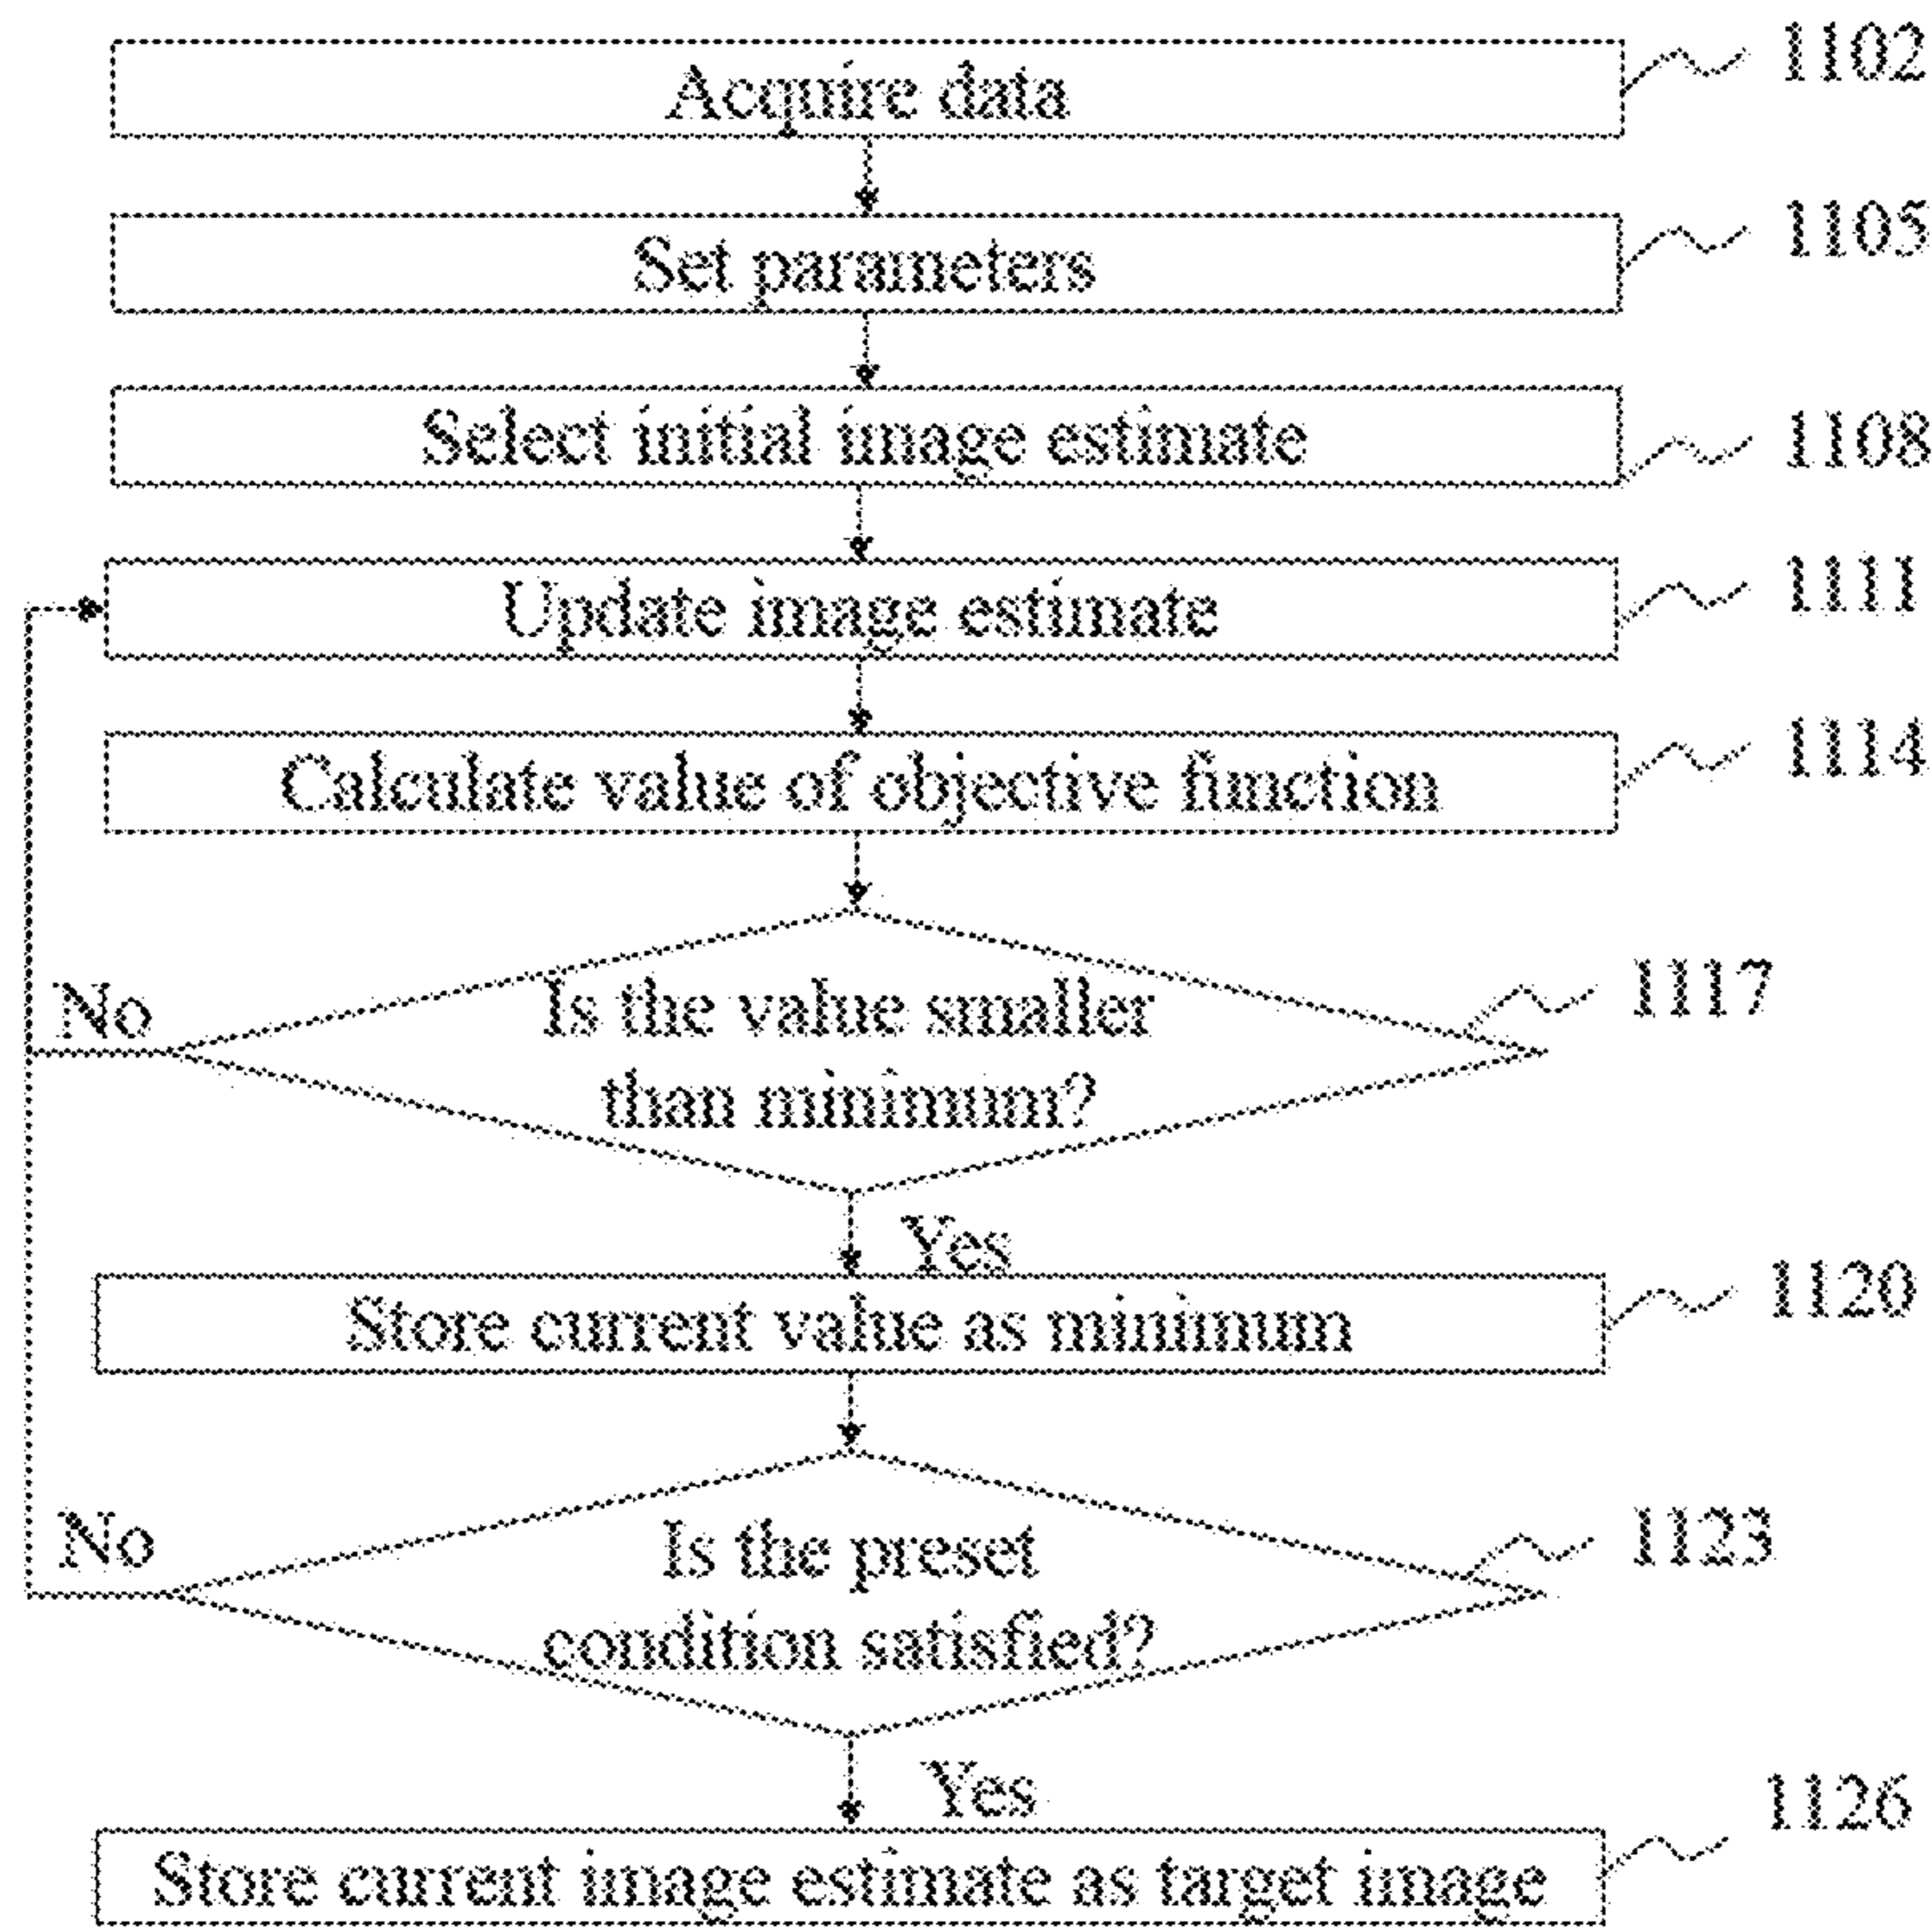 Acquire data
1102
Set parameters
1105
Select initial image estimate
1108
Update image estimate
1111
Calculate value of objective function
1114
No
Is the value smaller
than minimum?
1117
Yes
Store current value as minimum
1120
No
Is the preset
condition satisfied?
1123
Yes
Store current image estimate as target image
1126